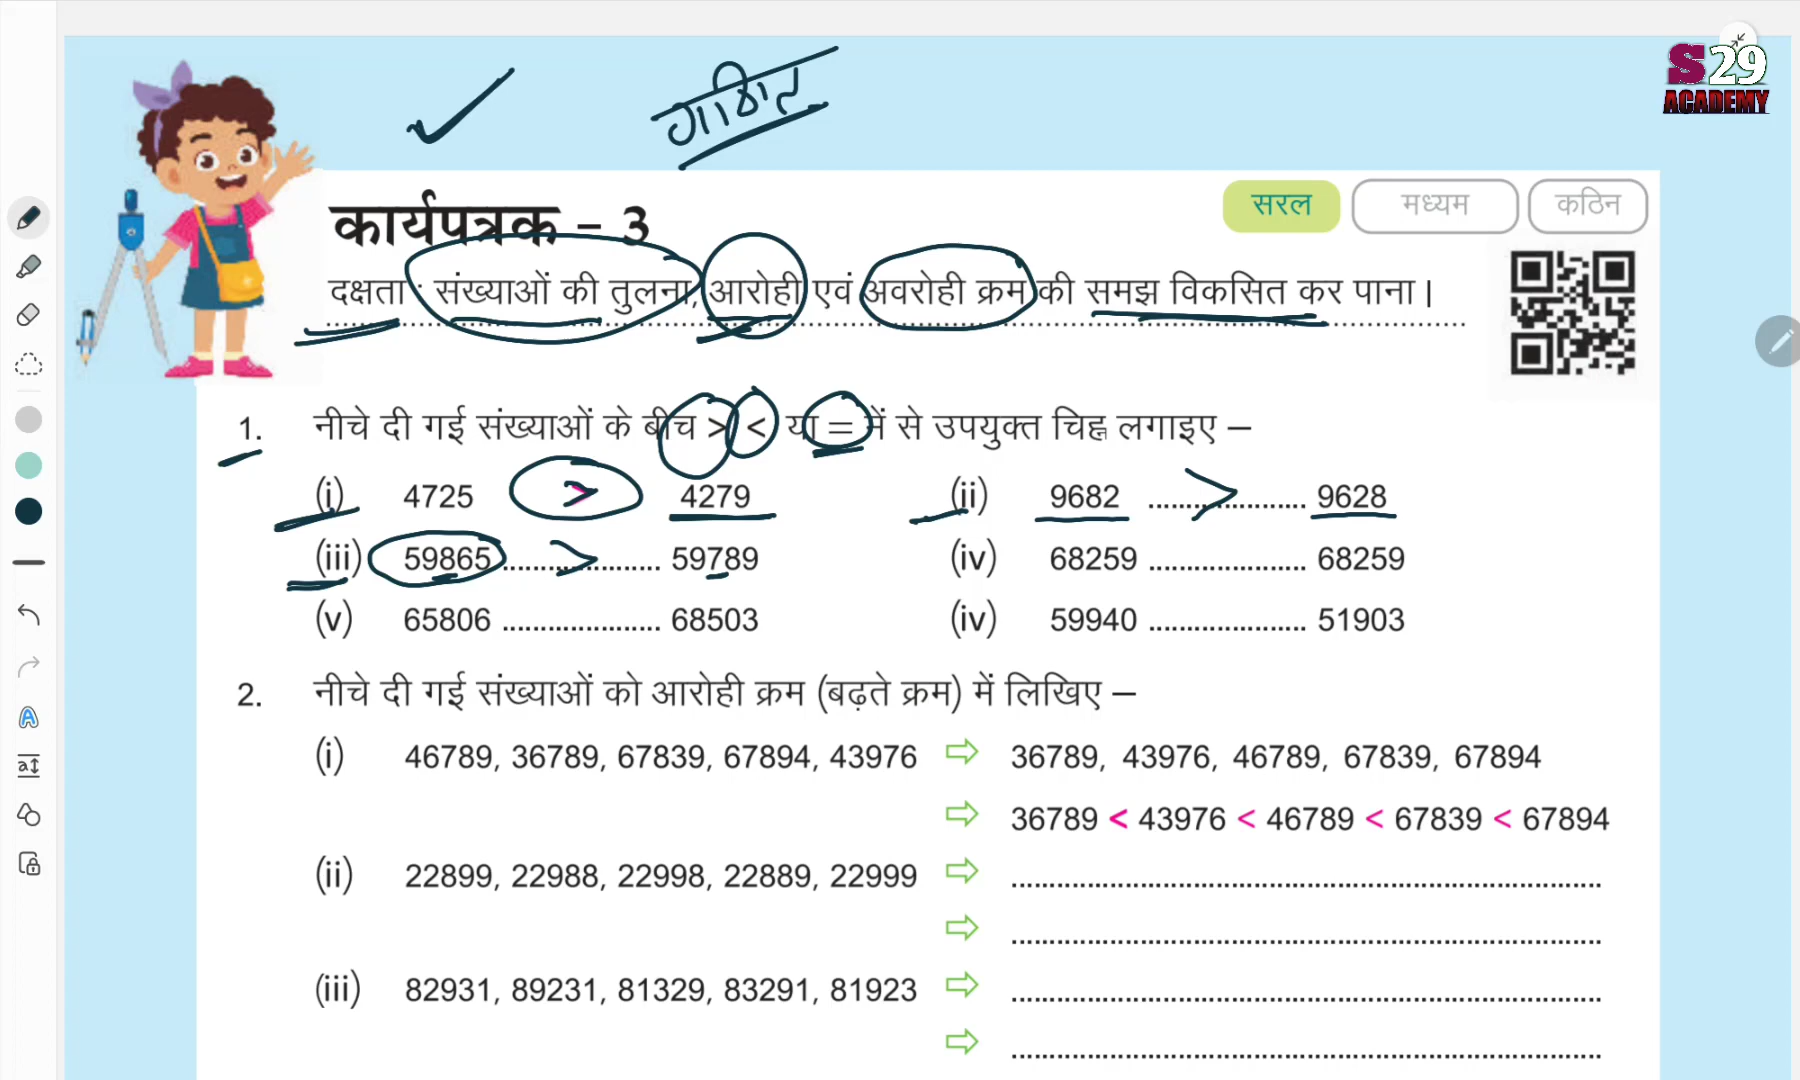 S29
ACADEMY
गणित
कार्यपत्रक – 3
सरल मध्यम कठिन
दक्षता : संख्याओं की तुलना, आरोही एवं अवरोही क्रम की समझ विकसित कर पाना।
1. नीचे दी गई संख्याओं के बीच > < या = में से उपयुक्त चिह्न लगाइए –
(i) 4725 > 4279 (ii) 9682 ..................... > 9628
(iii) 59865 ..................... > 59789 (iv) 68259 ..................... 68259
(v) 65806 ..................... 68503 (iv) 59940 ..................... 51903
2. नीचे दी गई संख्याओं को आरोही क्रम (बढ़ते क्रम) में लिखिए –
(i) 46789, 36789, 67839, 67894, 43976 ⇨ 36789, 43976, 46789, 67839, 67894
⇨ 36789 < 43976 < 46789 < 67839 < 67894
(ii) 22899, 22988, 22998, 22889, 22999 ⇨ ..............................................................................
⇨ ..............................................................................
(iii) 82931, 89231, 81329, 83291, 81923 ⇨ ..............................................................................
⇨ ..............................................................................